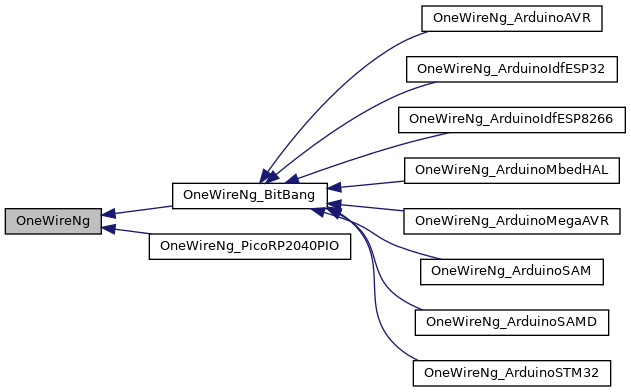 OneWireNg_ArduinoAVR
OneWireNg_ArduinoIdfESP32
OneWireNg_ArduinoIdfESP8266
OneWireNg_ArduinoMbedHAL
OneWireNg_BitBang
OneWireNg
OneWireNg_ArduinoMegaAVR
OneWireNg_PicoRP2040PIO
OneWireNg_ArduinoSAM
OneWireNg_ArduinoSAMD
OneWireNg_ArduinoSTM32